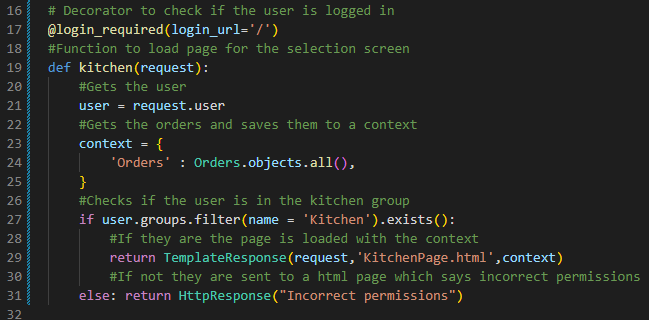 16 # Decorator to check if the user is logged in
17 @login_required(login_url='/')
18 #Function to load page for the selection screen
19 def kitchen(request):
20     #Gets the user
21     user = request.user
22     #Gets the orders and saves them to a context
23     context = {
24         'Orders' : Orders.objects.all(),
25     }
26     #Checks if the user is in the kitchen group
27     if user.groups.filter(name = 'Kitchen').exists():
28         #If they are the page is loaded with the context
29         return TemplateResponse(request,'KitchenPage.html',context)
30         #If not they are sent to a html page which says incorrect permissions
31     else: return HttpResponse("Incorrect permissions")
32